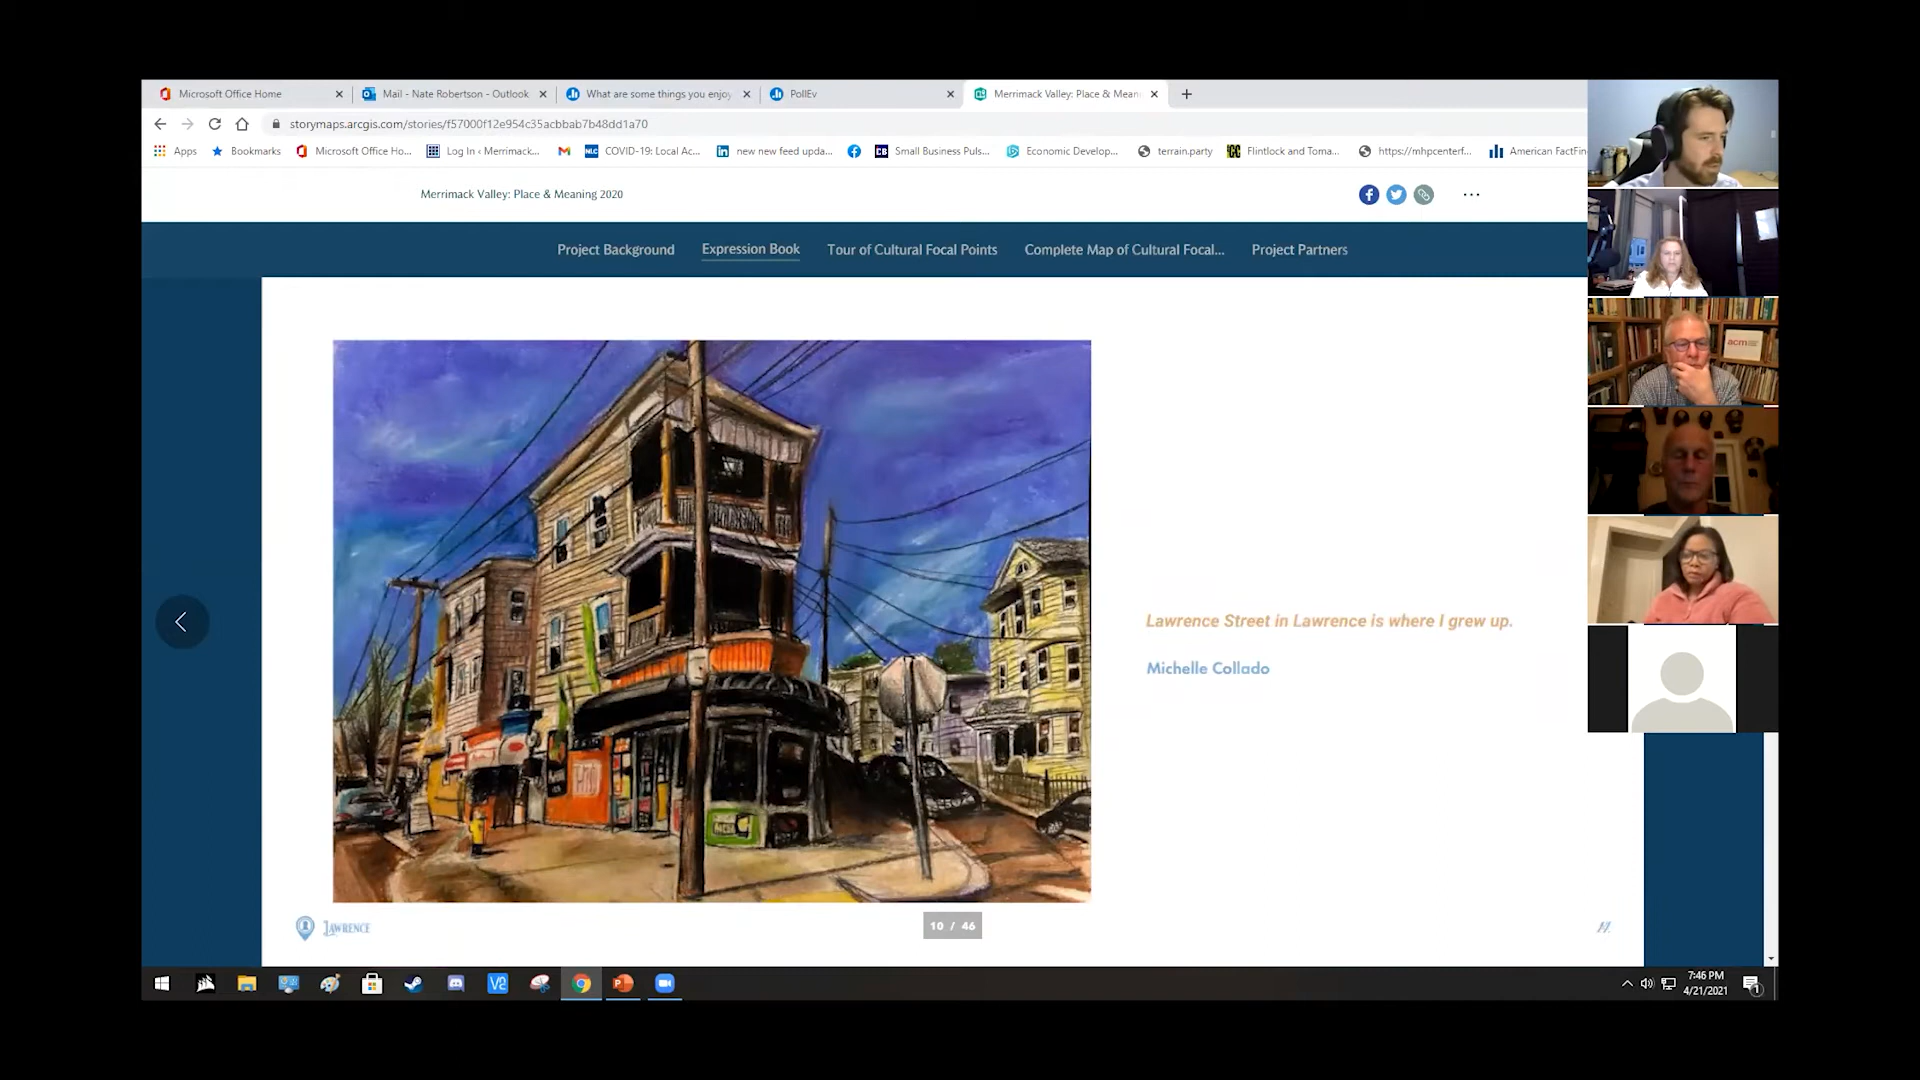 Microsoft Office Home
Mail - Nate Robertson - Outlook
What are some things you enjoy
PollEv
Merrimack Valley: Place & Mean
storymaps.arcgis.com/stories/f57000f12e954c35acbbab7b48dd1a70
Apps
Bookmarks
Microsoft Office Ho...
Log In ‹ Merrimack...
COVID-19: Local Ac...
new new feed upda...
Small Business Puls...
Economic Develop...
terrain.party
Flintlock and Toma...
https://mhpcenterf...
American FactFin
Merrimack Valley: Place & Meaning 2020
Project Background
Expression Book
Tour of Cultural Focal Points
Complete Map of Cultural Focal...
Project Partners
acm
Lawrence Street in Lawrence is where I grew up.
Michelle Collado
LAWRENCE
10 / 46
7:46 PM
4/21/2021